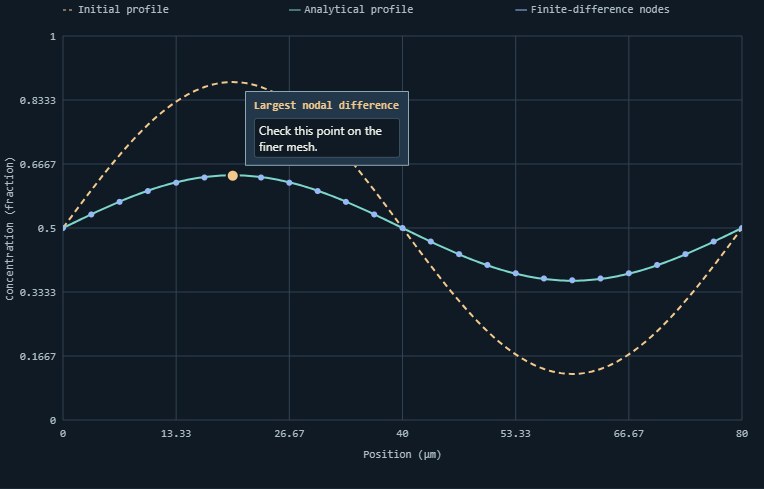 Initial profile
Analytical profile
Finite-difference nodes
1
0.8333
0.6667
0.5
0.3333
0.1667
0
Concentration (fraction)
Largest nodal difference
Check this point on the
finer mesh.
0
13.33
26.67
40
53.33
66.67
80
Position (μm)